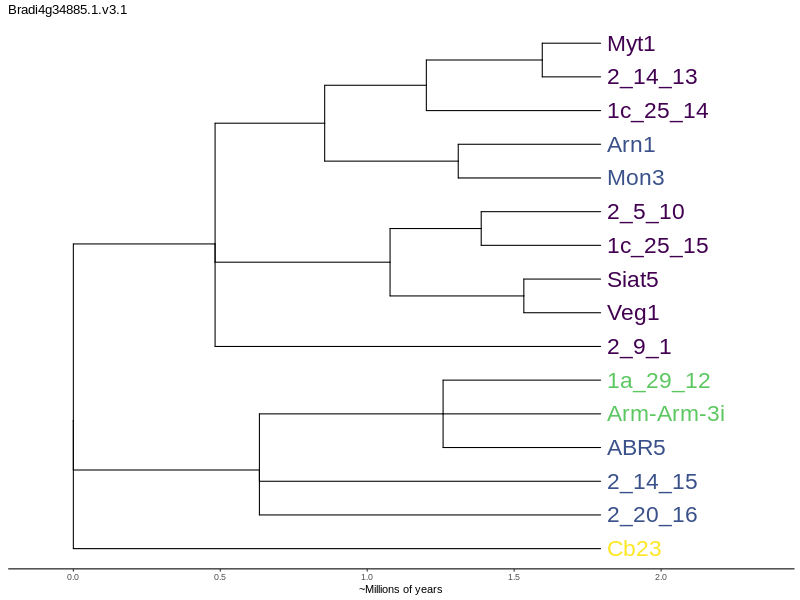 Bradi4g34885.1.v3.1
Myt1
2_14_13
1c_25_14
Arn1
Mon3
2_5_10
1c_25_15
Siat5
Veg1
2_9_1
1a_29_12
Arm-Arm-3i
ABR5
2_14_15
2_20_16
Cb23
0.0 0.5 1.0 1.5 2.0
~Millions of years